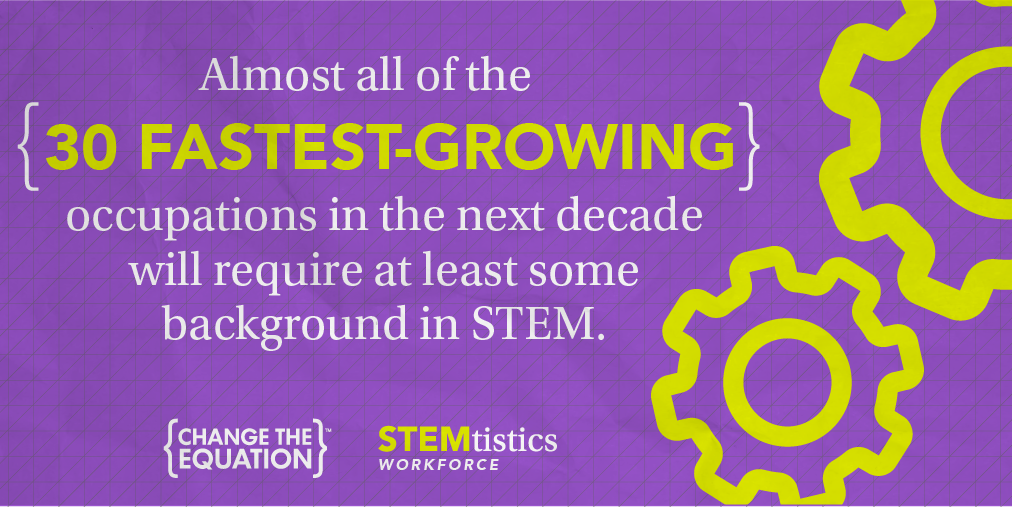 Almost all of the
{30 FASTEST-GROWING}
occupations in the next decade
will require at least some
background in STEM.
{CHANGE THE EQUATION}™
STEMtistics
WORKFORCE